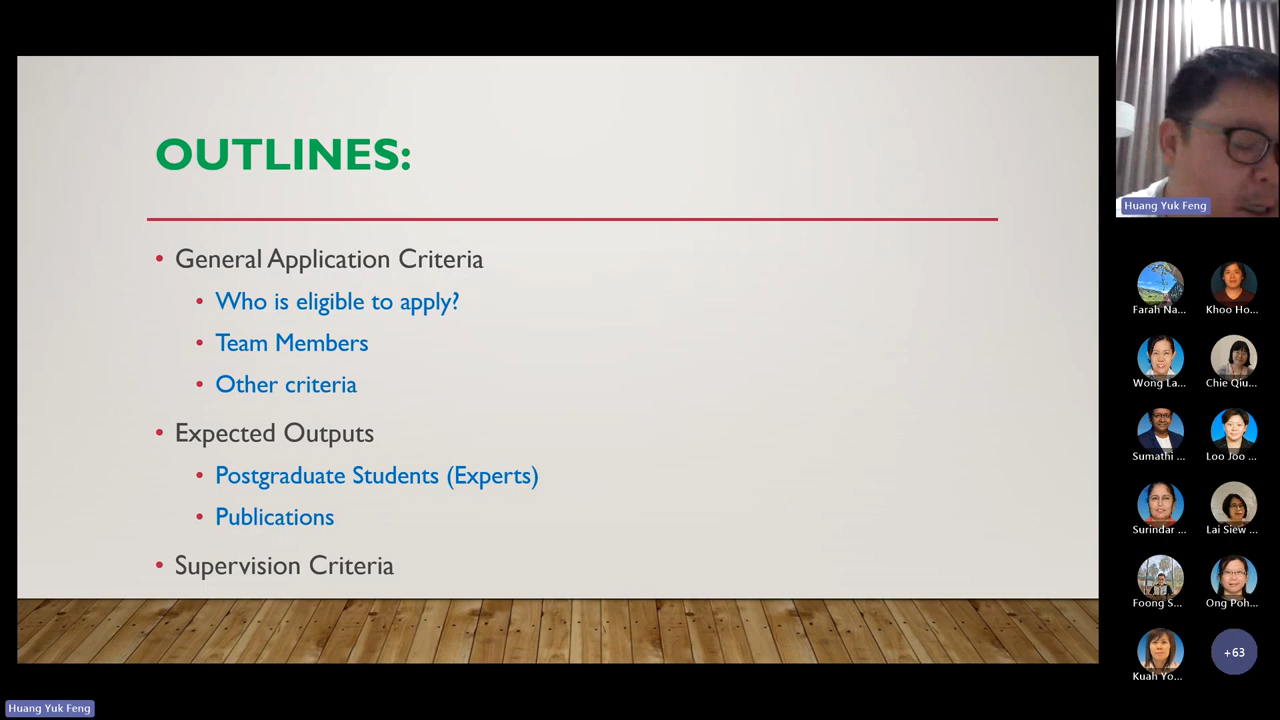 OUTLINES:
General Application Criteria
Who is eligible to apply?
Team Members
Other criteria
Expected Outputs
Postgraduate Students (Experts)
Publications
Supervision Criteria
Huang Yuk Feng
Farah Na...
Khoo Ho...
Wong La...
Chie Qiu...
Sumathi ...
Loo Joo ...
Surindar ...
Lai Siew ...
Foong S...
Ong Poh...
Kuah Yo...
+63
Huang Yuk Feng